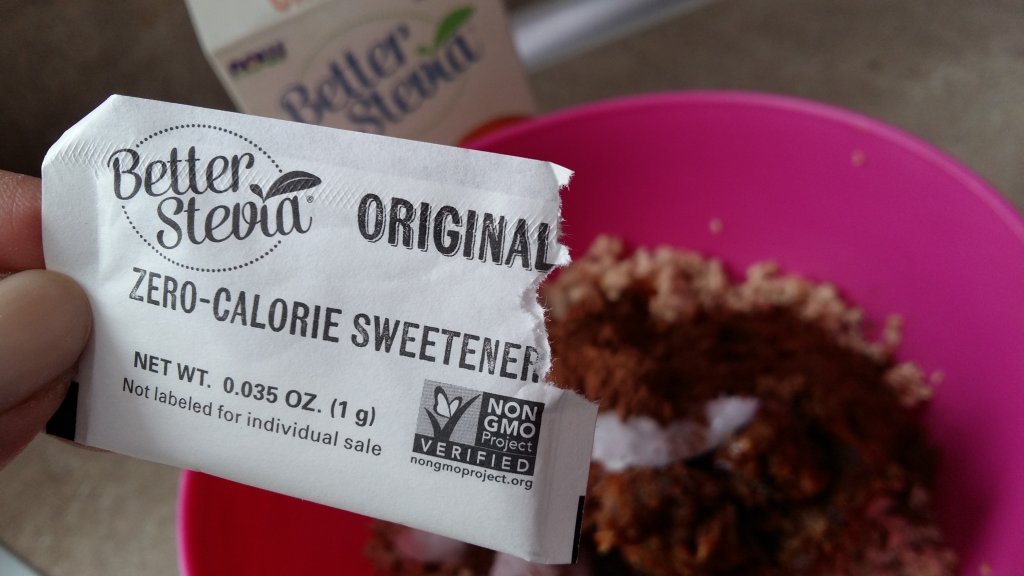 now
Better
Stevia
Better
Stevia
ORIGINAL
ZERO-CALORIE SWEETENER
NET WT. 0.035 OZ. (1 g)
Not labeled for individual sale
NON
GMO
Project
VERIFIED
nongmoproject.org